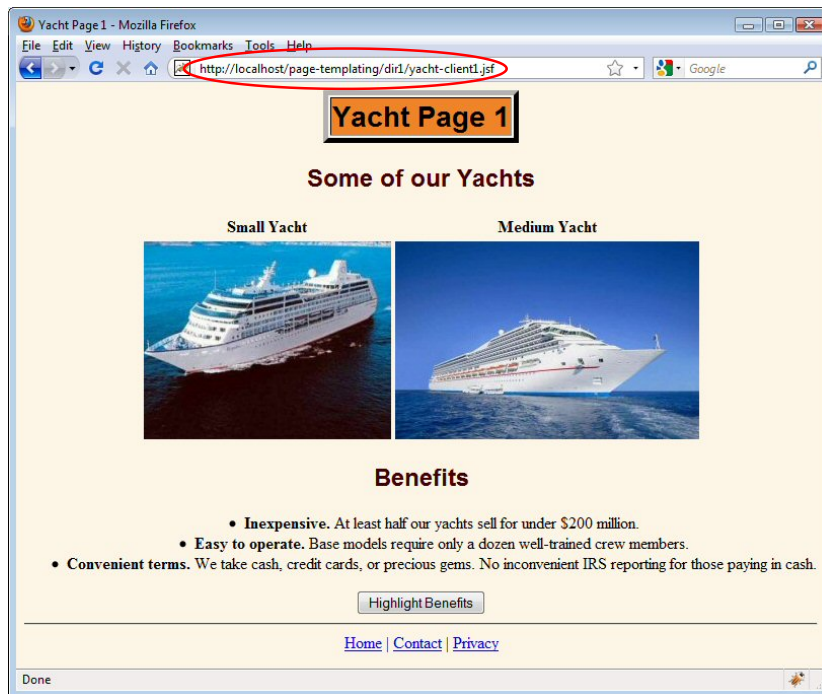 Yacht Page 1 - Mozilla Firefox
File Edit View History Bookmarks Tools Help
http://localhost/page-templating/dir1/yacht-client1.jsf
Google
Yacht Page 1
Some of our Yachts
Small Yacht Medium Yacht
Benefits
• Inexpensive. At least half our yachts sell for under $200 million.
• Easy to operate. Base models require only a dozen well-trained crew members.
• Convenient terms. We take cash, credit cards, or precious gems. No inconvenient IRS reporting for those paying in cash.
Highlight Benefits
Home | Contact | Privacy
Done